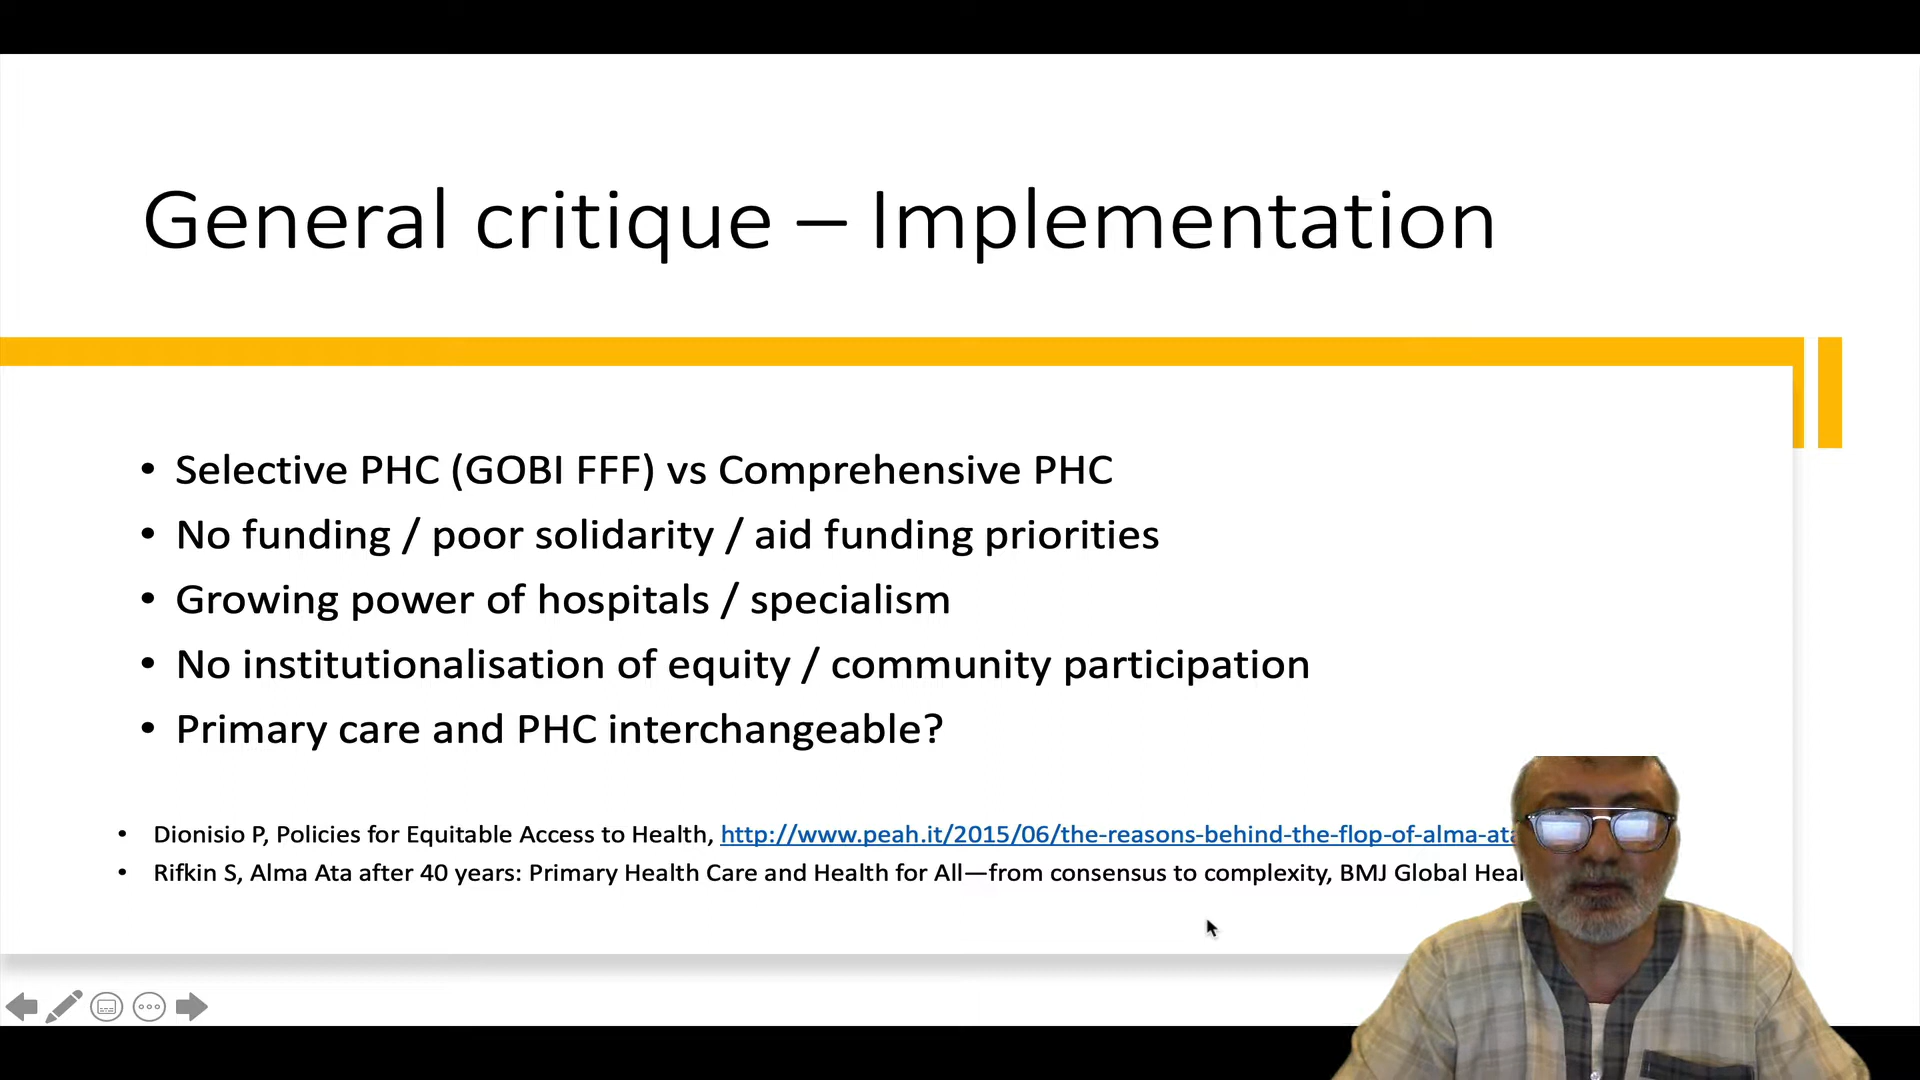 General critique – Implementation
• Selective PHC (GOBI FFF) vs Comprehensive PHC
• No funding / poor solidarity / aid funding priorities
• Growing power of hospitals / specialism
• No institutionalisation of equity / community participation
• Primary care and PHC interchangeable?
• Dionisio P, Policies for Equitable Access to Health, http://www.peah.it/2015/06/the-reasons-behind-the-flop-of-alma-ata
• Rifkin S, Alma Ata after 40 years: Primary Health Care and Health for All—from consensus to complexity, BMJ Global